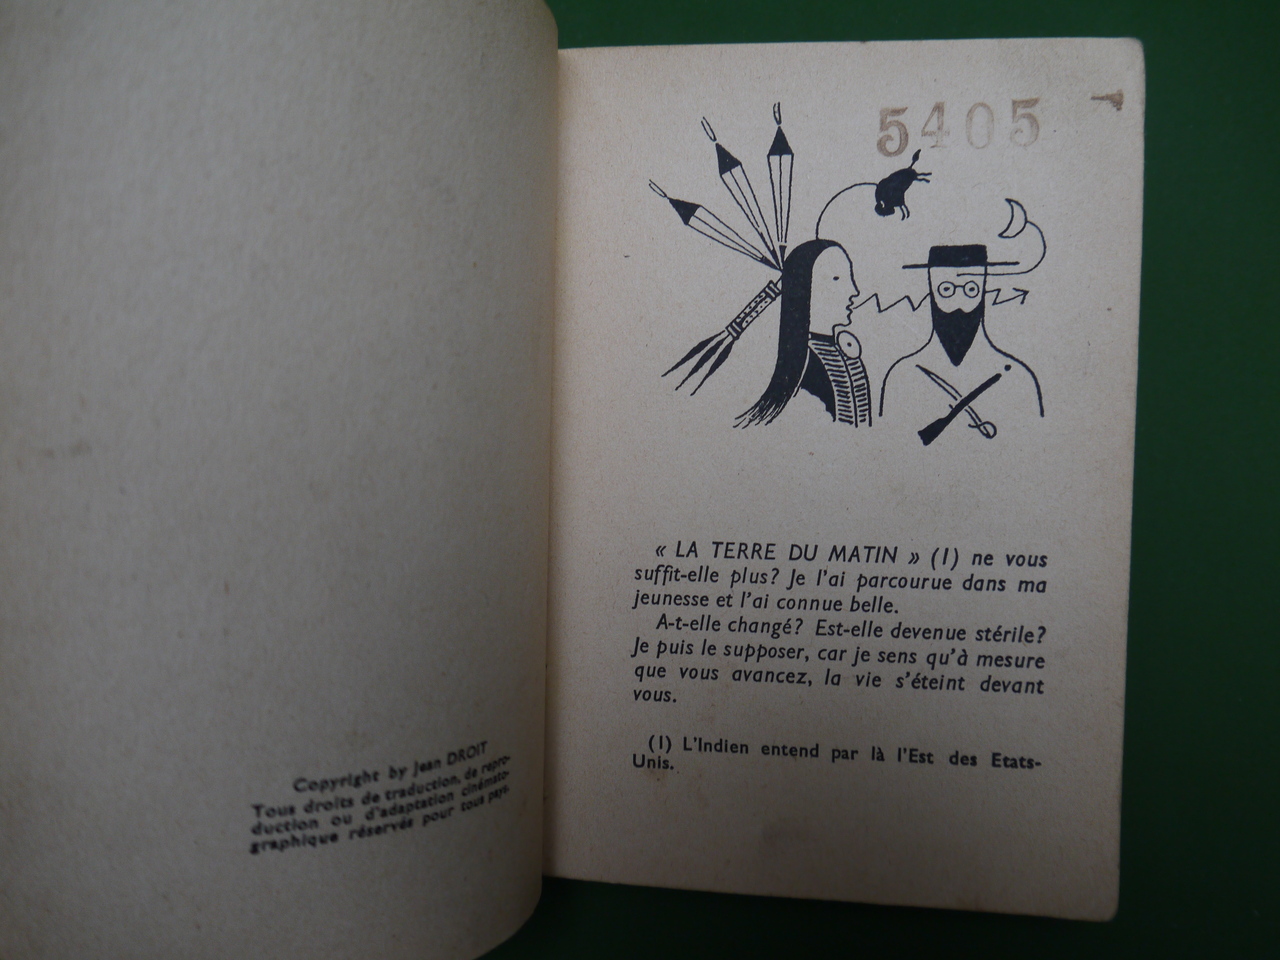 Copyright by Jean DROIT
Tous droits de traduction, de repro-
duction ou d'adaptation cinémato-
graphique réservés pour tous pays.
5405
« LA TERRE DU MATIN » (1) ne vous
suffit-elle plus? Je l'ai parcourue dans ma
jeunesse et l'ai connue belle.
A-t-elle changé? Est-elle devenue stérile?
Je puis le supposer, car je sens qu'à mesure
que vous avancez, la vie s'éteint devant
vous.
(1) L'Indien entend par là l'Est des Etats-
Unis.